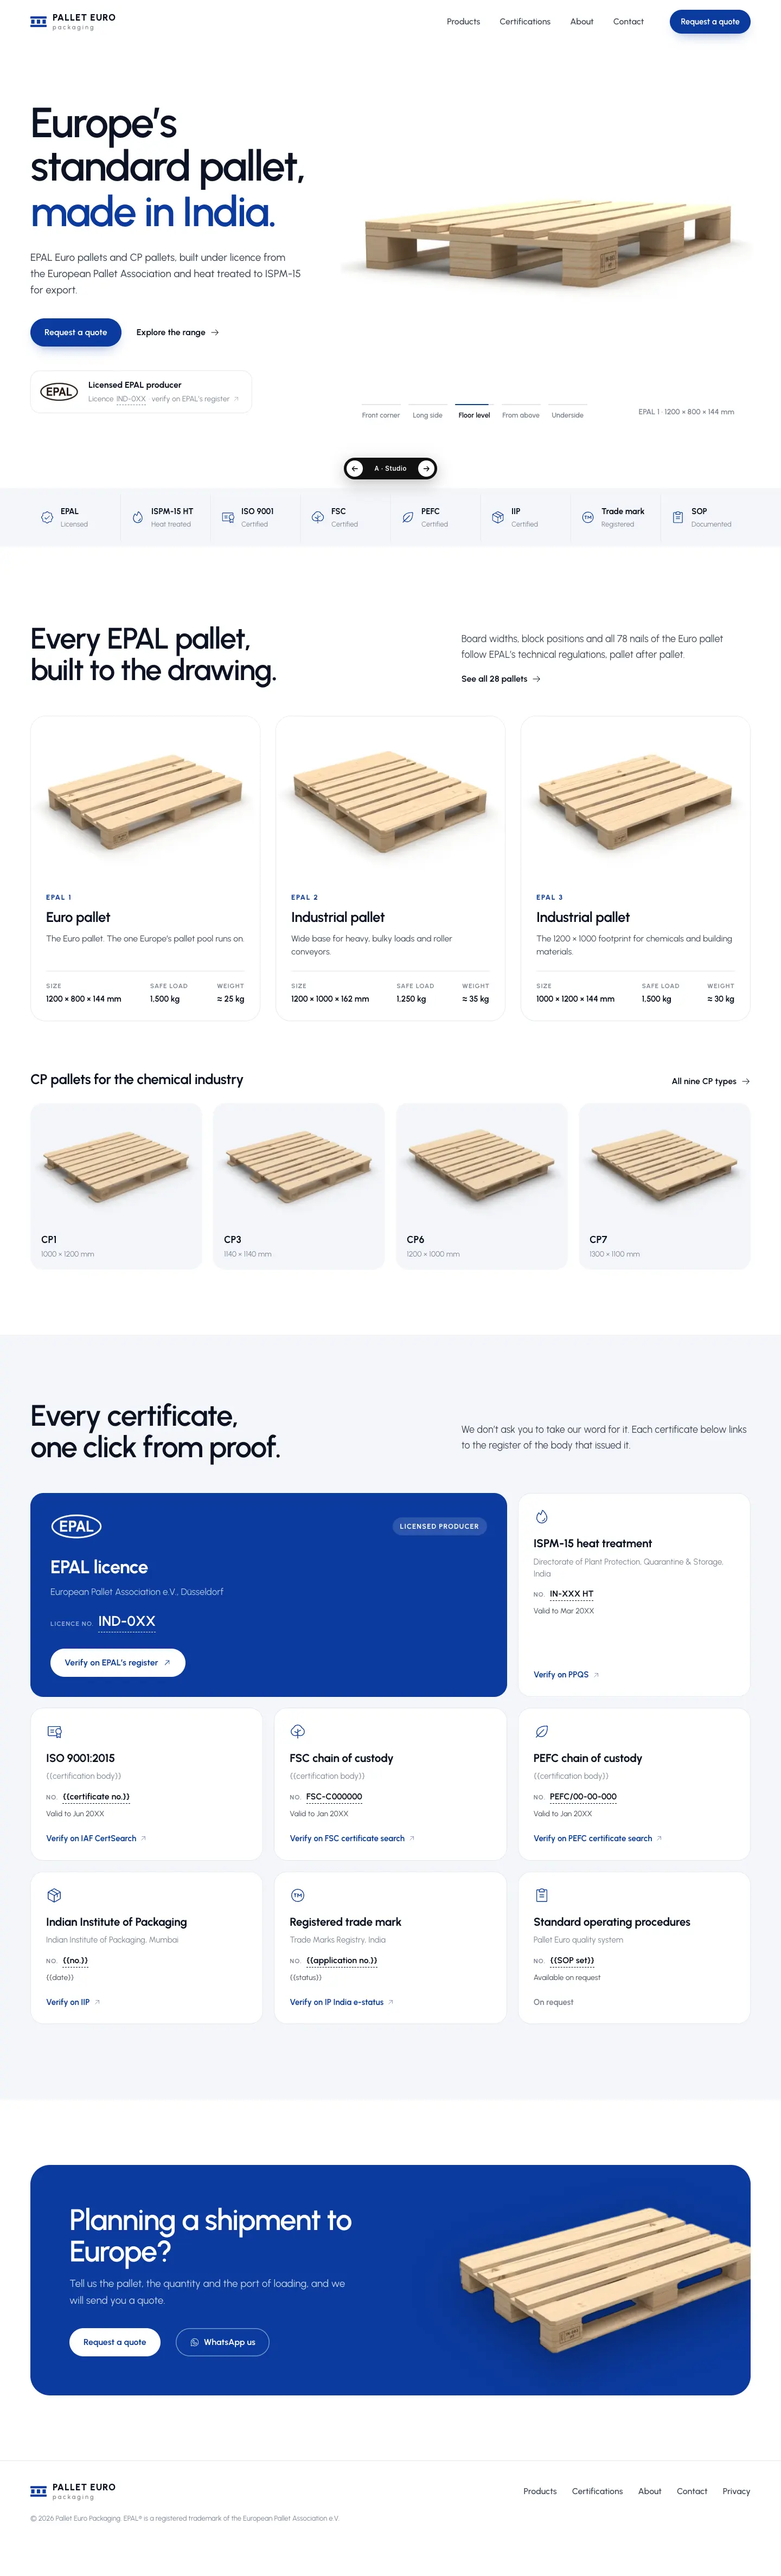 PALLET EURO
packaging
Products
Certifications
About
Contact
Request a quote
Europe's
standard pallet,
made in India.
EPAL Euro pallets and CP pallets, built under licence from
the European Pallet Association and heat treated to ISPM-15
for export.
Request a quote
Explore the range
EPAL
Licensed EPAL producer
Licence IND-0XX verify on EPAL's register
Front corner
Long side
Floor level
From above
Underside
EPAL 1 · 1200 × 800 × 144 mm
A · Studio
EPAL
Licensed
ISPM-15 HT
Heat treated
ISO 9001
Certified
FSC
Certified
PEFC
Certified
IIP
Certified
TM
Trade mark
Registered
SOP
Documented
Every EPAL pallet,
built to the drawing.
Board widths, block positions and all 78 nails of the Euro pallet
follow EPAL's technical regulations, pallet after pallet.
See all 28 pallets
EPAL 1
Euro pallet
The Euro pallet. The one Europe's pallet pool runs on.
SIZE
SAFE LOAD
WEIGHT
1200 × 800 × 144 mm
1,500 kg
≈ 25 kg
EPAL 2
Industrial pallet
Wide base for heavy, bulky loads and roller
conveyors.
SIZE
SAFE LOAD
WEIGHT
1200 × 1000 × 162 mm
1,250 kg
≈ 35 kg
EPAL 3
Industrial pallet
The 1200 × 1000 footprint for chemicals and building
materials.
SIZE
SAFE LOAD
WEIGHT
1000 × 1200 × 144 mm
1,500 kg
≈ 30 kg
CP pallets for the chemical industry
All nine CP types
CP1
1000 × 1200 mm
CP3
1140 × 1140 mm
CP6
1200 × 1000 mm
CP7
1300 × 1100 mm
Every certificate,
one click from proof.
We don't ask you to take our word for it. Each certificate below links
to the register of the body that issued it.
EPAL
LICENSED PRODUCER
EPAL licence
European Pallet Association e.V., Düsseldorf
LICENCE NO. IND-0XX
Verify on EPAL's register
ISPM-15 heat treatment
Directorate of Plant Protection, Quarantine & Storage,
India
NO. IN-XXX HT
Valid to Mar 20XX
Verify on PPQS
ISO 9001:2015
{{certification body}}
NO. {{certificate no.}}
Valid to Jun 20XX
Verify on IAF CertSearch
FSC chain of custody
{{certification body}}
NO. FSC-C000000
Valid to Jan 20XX
Verify on FSC certificate search
PEFC chain of custody
{{certification body}}
NO. PEFC/00-00-000
Valid to Jan 20XX
Verify on PEFC certificate search
Indian Institute of Packaging
Indian Institute of Packaging, Mumbai
NO. {{no.}}
{{date}}
Verify on IIP
TM
Registered trade mark
Trade Marks Registry, India
NO. {{application no.}}
{{status}}
Verify on IP India e-status
Standard operating procedures
Pallet Euro quality system
NO. {{SOP set}}
Available on request
On request
Planning a shipment to
Europe?
Tell us the pallet, the quantity and the port of loading, and we
will send you a quote.
Request a quote
WhatsApp us
PALLET EURO
packaging
Products
Certifications
About
Contact
Privacy
© 2026 Pallet Euro Packaging. EPAL® is a registered trademark of the European Pallet Association e.V.